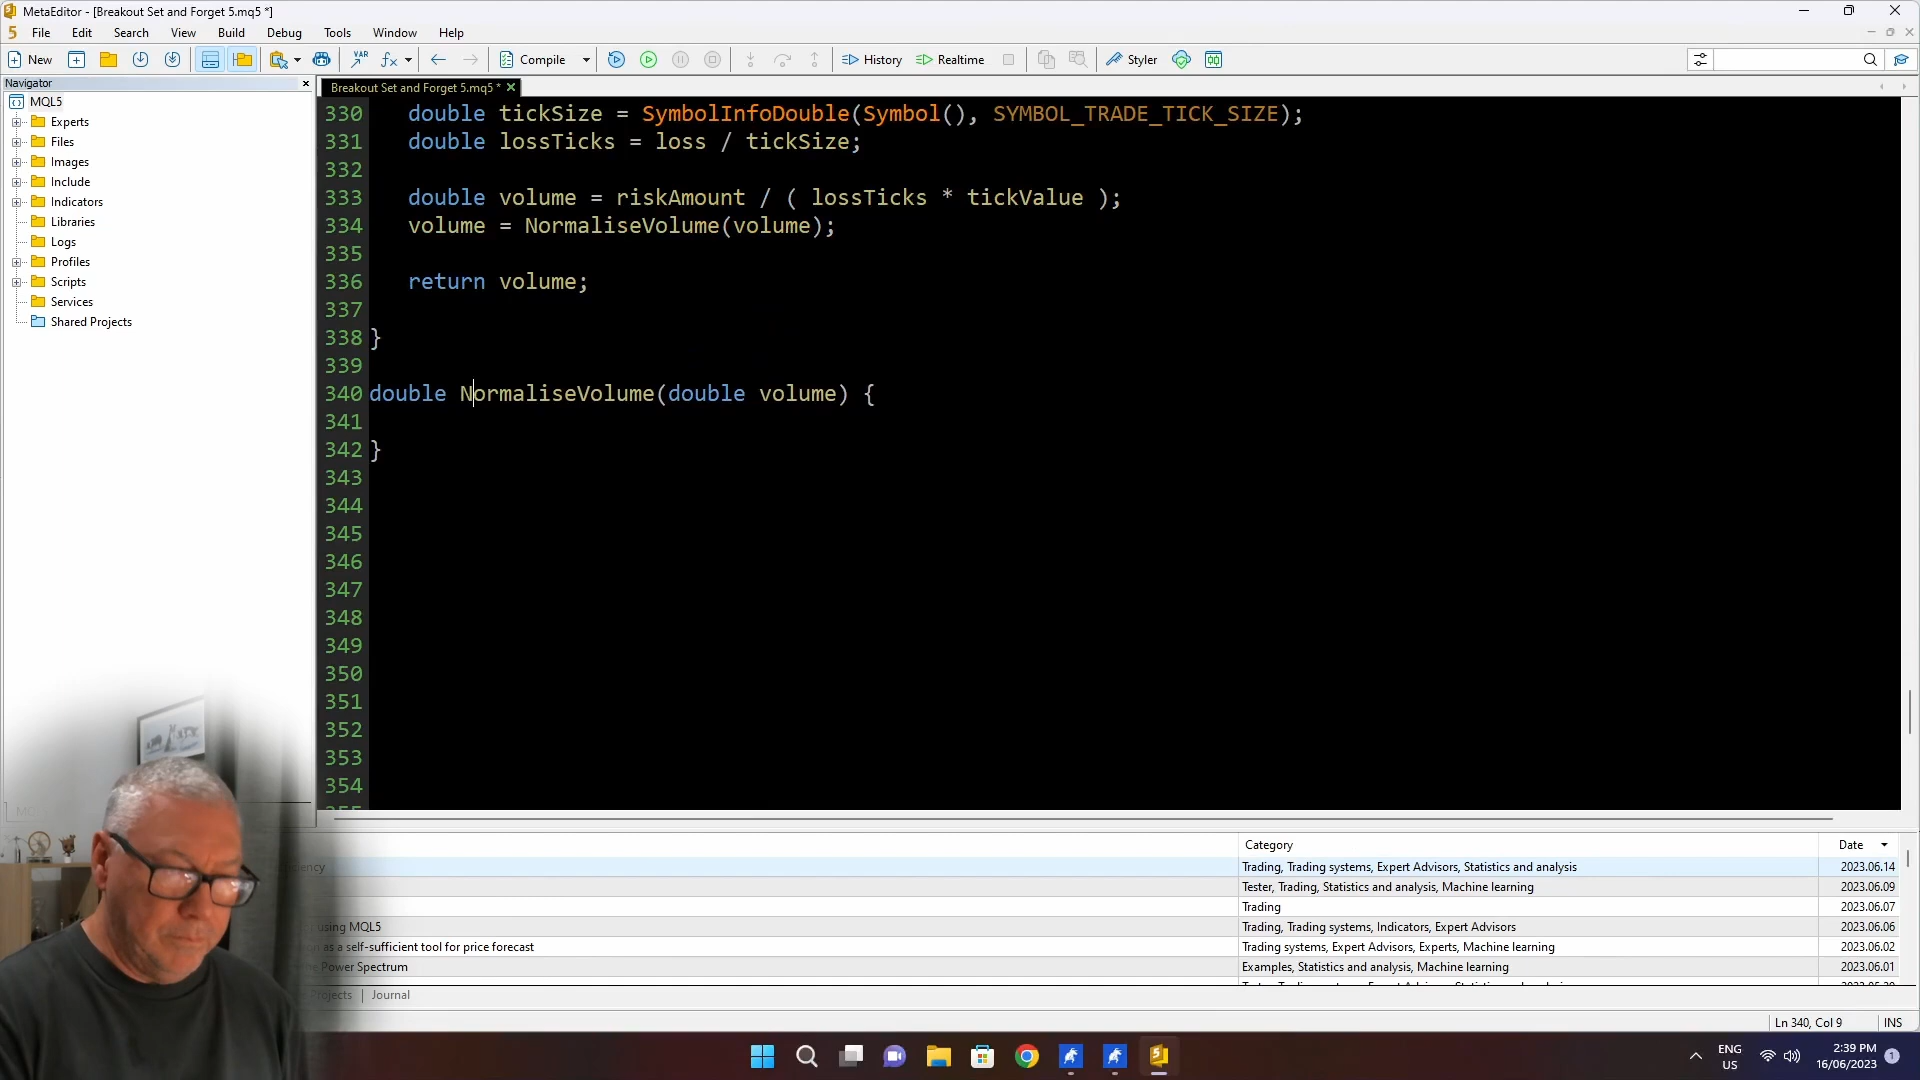 MetaEditor - [Breakout Set and Forget 5.mq5 *]
5 File Edit Search View Build Debug Tools Window Help
New VAR fx Compile History Realtime Styler
Navigator
Breakout Set and Forget 5.mq5 *
MQL5
Experts
Files
Images
Include
Indicators
Libraries
Logs
Profiles
Scripts
Services
Shared Projects
330 double tickSize = SymbolInfoDouble(Symbol(), SYMBOL_TRADE_TICK_SIZE);
331 double lossTicks = loss / tickSize;
332
333 double volume = riskAmount / ( lossTicks * tickValue );
334 volume = NormaliseVolume(volume);
335
336 return volume;
337
338 }
339
340 double NormaliseVolume(double volume) {
341
342 }
343
344
345
346
347
348
349
350
351
352
353
354
Category Date
Trading, Trading systems, Expert Advisors, Statistics and analysis 2023.06.14
Tester, Trading, Statistics and analysis, Machine learning 2023.06.09
Trading 2023.06.07
using MQL5 Trading, Trading systems, Indicators, Expert Advisors 2023.06.06
as a self-sufficient tool for price forecast Trading systems, Expert Advisors, Experts, Machine learning 2023.06.02
Power Spectrum Examples, Statistics and analysis, Machine learning 2023.06.01
Projects | Journal
Ln 340, Col 9 INS
ENG
US
2:39 PM
16/06/2023
1